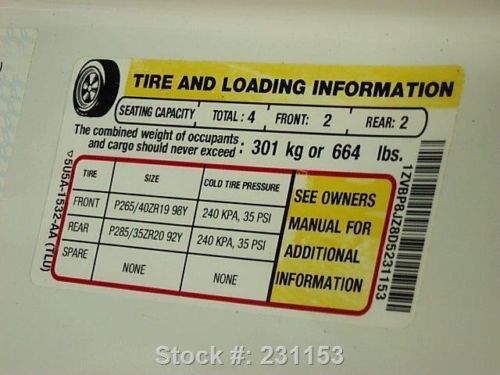 TIRE AND LOADING INFORMATION
SEATING CAPACITY TOTAL: 4 FRONT: 2 REAR: 2
The combined weight of occupants
and cargo should never exceed: 301 kg or 664 lbs.
TIRE SIZE COLD TIRE PRESSURE
FRONT P265/40ZR19 98Y 240 KPA, 35 PSI
REAR P285/35ZR20 92Y 240 KPA, 35 PSI
SPARE NONE NONE
SEE OWNERS
MANUAL FOR
ADDITIONAL
INFORMATION
5U5A-1532-AA (TLU)
1ZVBP8JZ8D5231153
Stock #: 231153